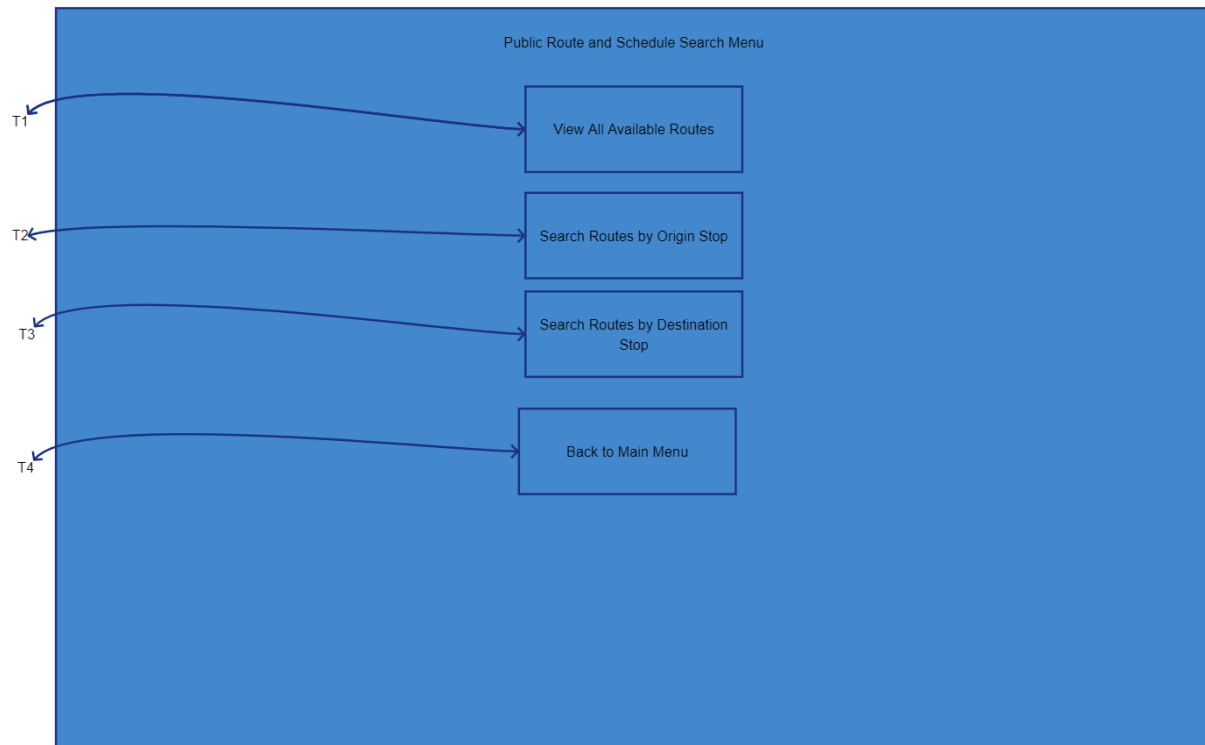 Public Route and Schedule Search Menu
T1
View All Available Routes
T2
Search Routes by Origin Stop
T3
Search Routes by Destination
Stop
T4
Back to Main Menu